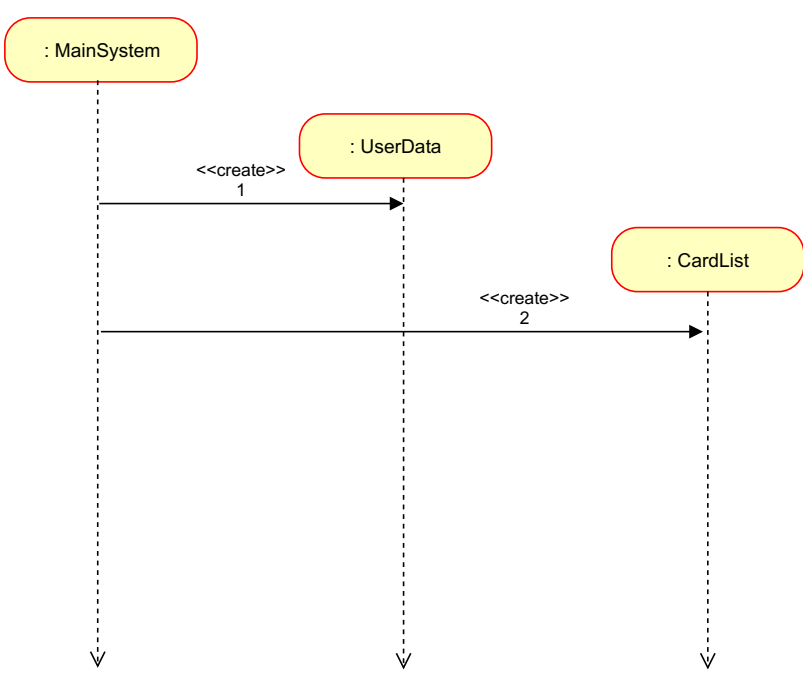 : MainSystem
: UserData
<<create>>
1
: CardList
<<create>>
2